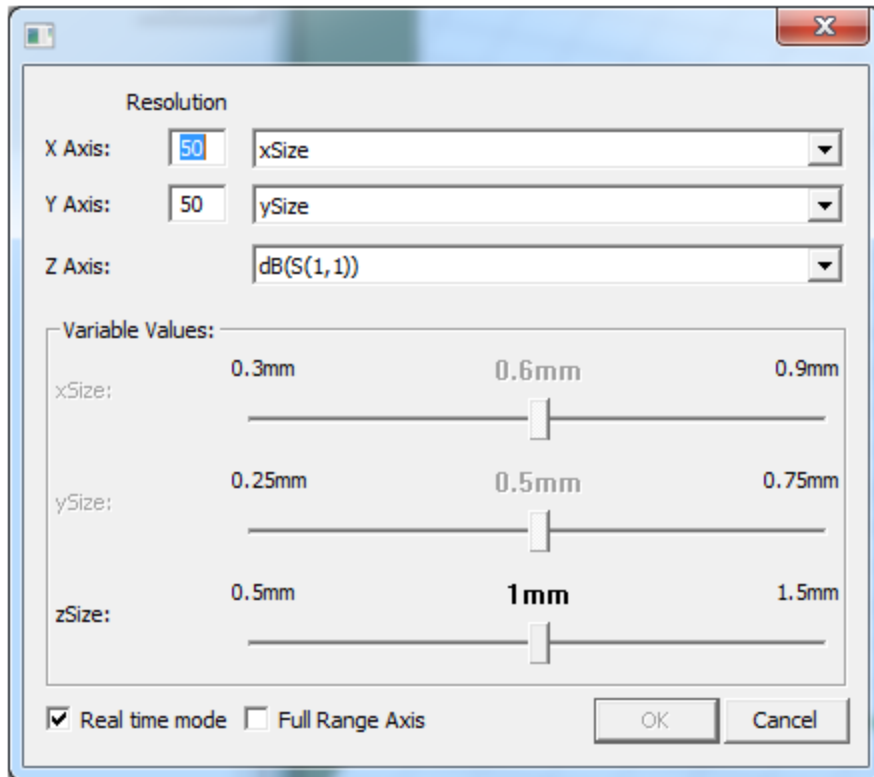 Resolution
X Axis: 50 xSize
Y Axis: 50 ySize
Z Axis: dB(S(1,1))
Variable Values:
0.3mm 0.6mm 0.9mm
xSize:
0.25mm 0.5mm 0.75mm
ySize:
0.5mm 1mm 1.5mm
zSize:
Real time mode Full Range Axis OK Cancel